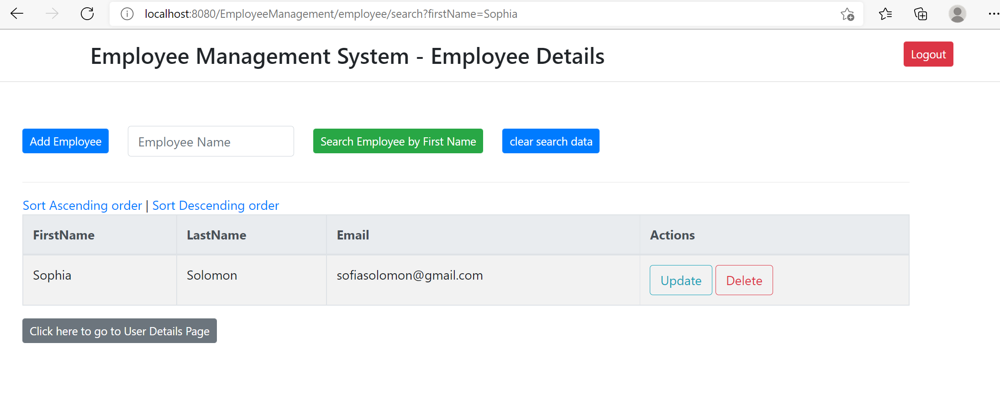 localhost:8080/EmployeeManagement/employee/search?firstName=Sophia
Employee Management System - Employee Details
Logout
Add Employee
Employee Name
Search Employee by First Name
clear search data
Sort Ascending order | Sort Descending order
FirstName LastName Email Actions
Sophia Solomon sofiasolomon@gmail.com Update Delete
Click here to go to User Details Page